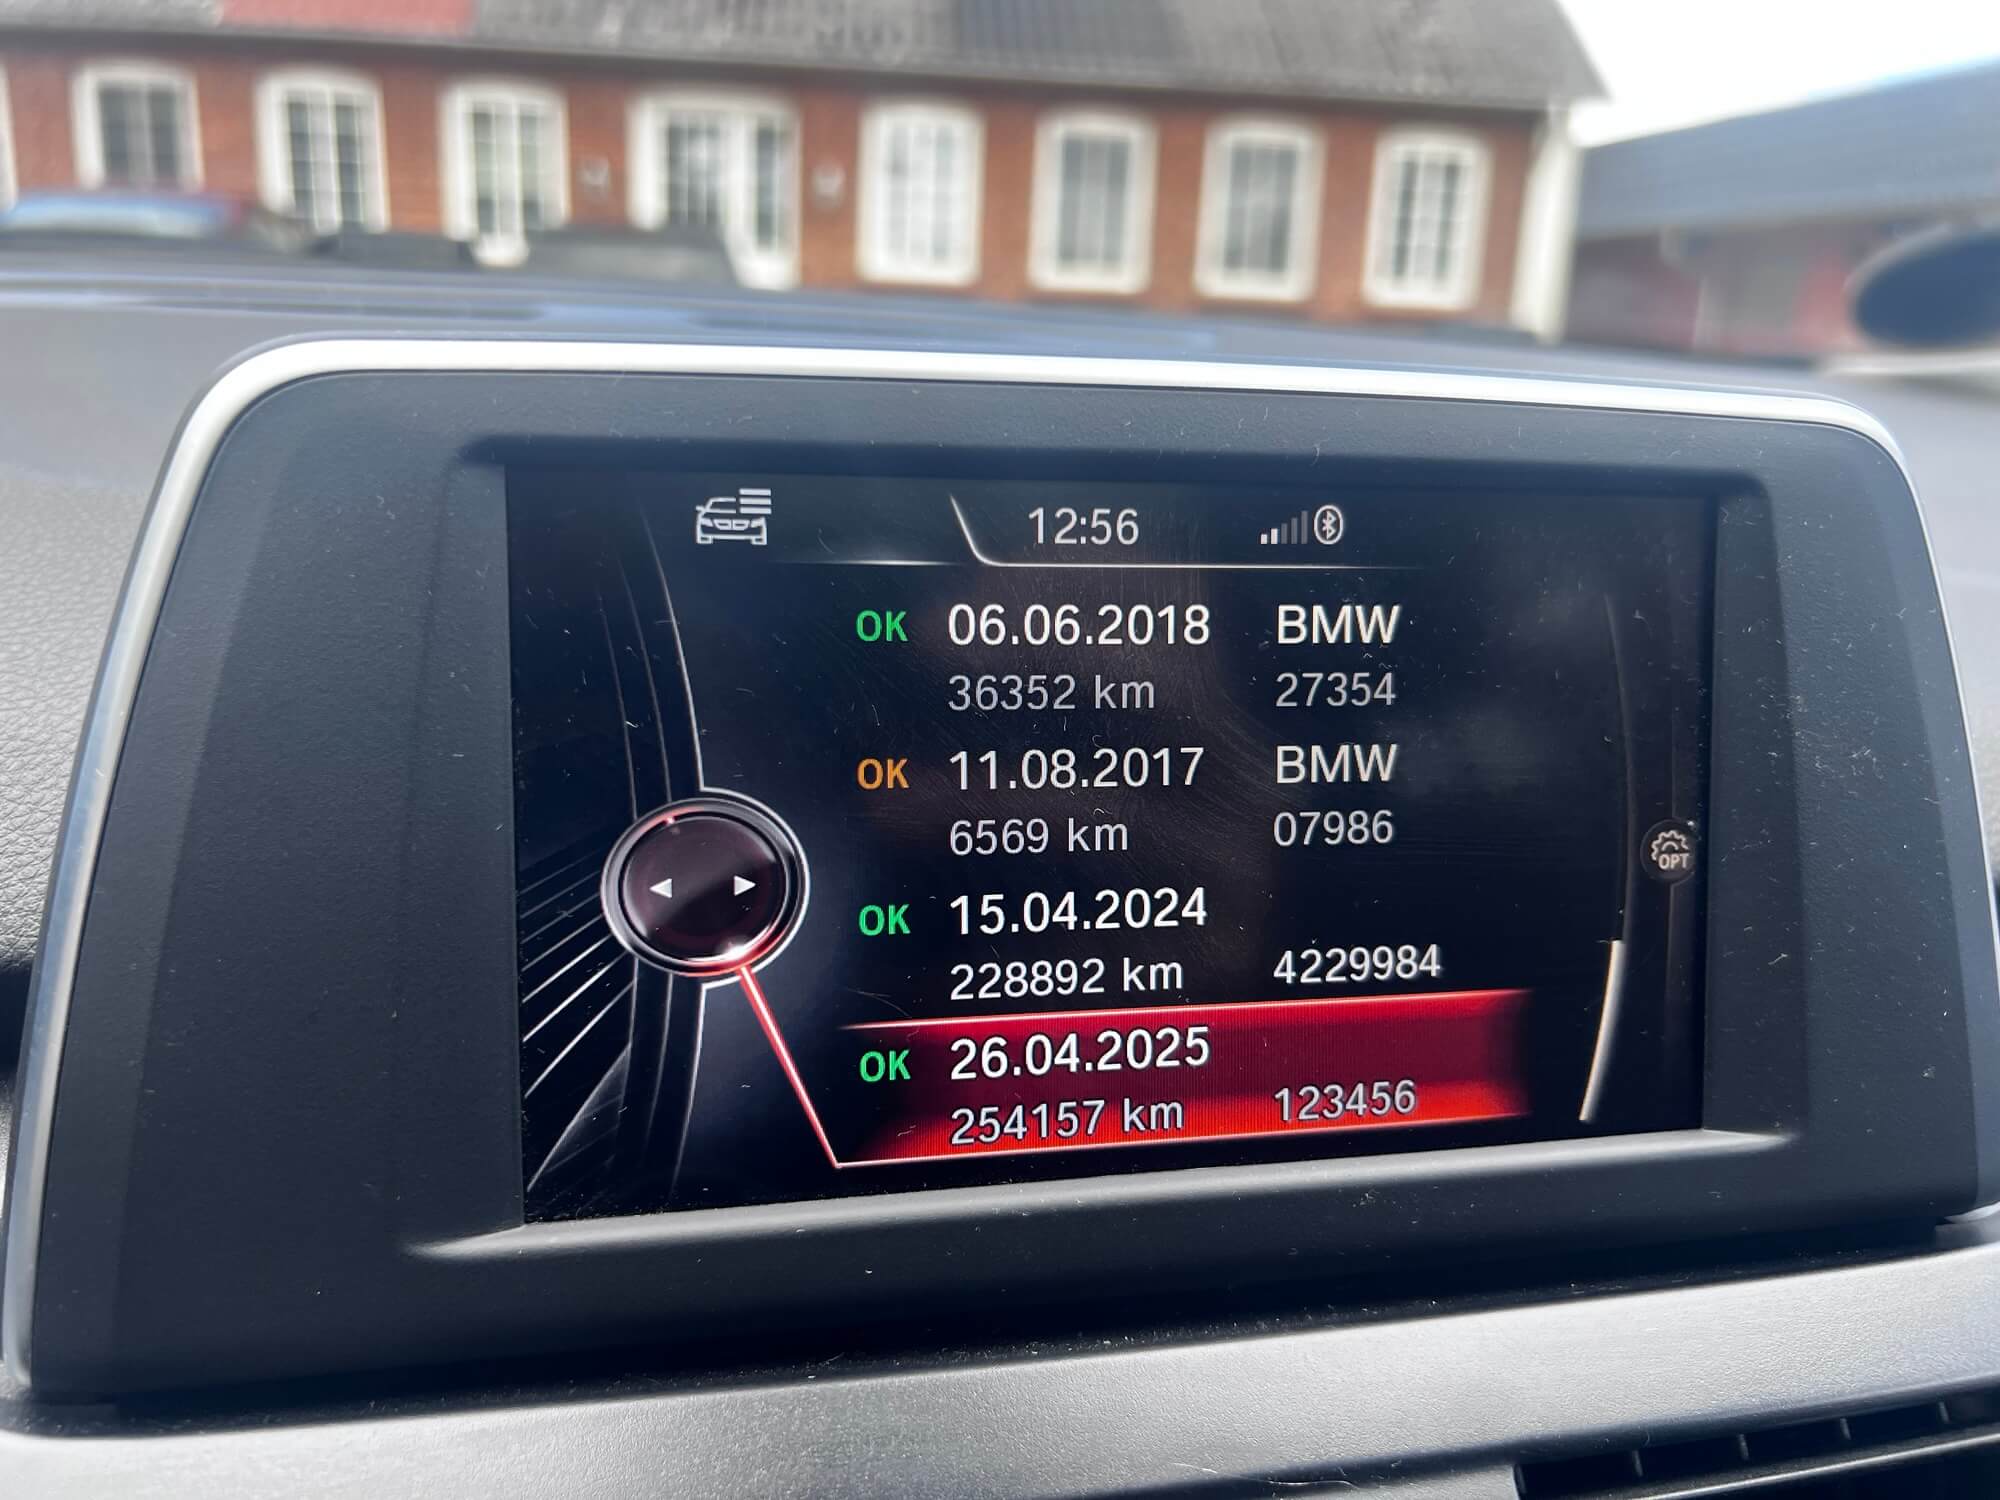 12:56
OK 06.06.2018 BMW
36352 km 27354
OK 11.08.2017 BMW
6569 km 07986
OK 15.04.2024
228892 km 4229984
OK 26.04.2025
254157 km 123456
OPT